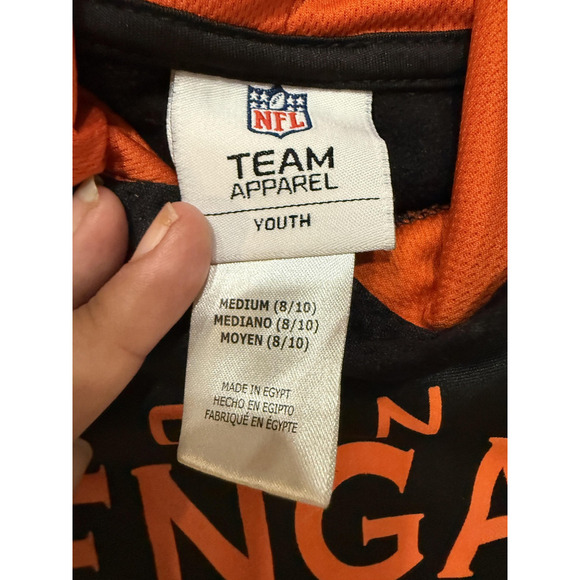 NFL
TEAM
APPAREL
YOUTH
MEDIUM (8/10)
MEDIANO (8/10)
MOYEN (8/10)
MADE IN EGYPT
HECHO EN EGIPTO
FABRIQUÉ EN ÉGYPTE
ENGA